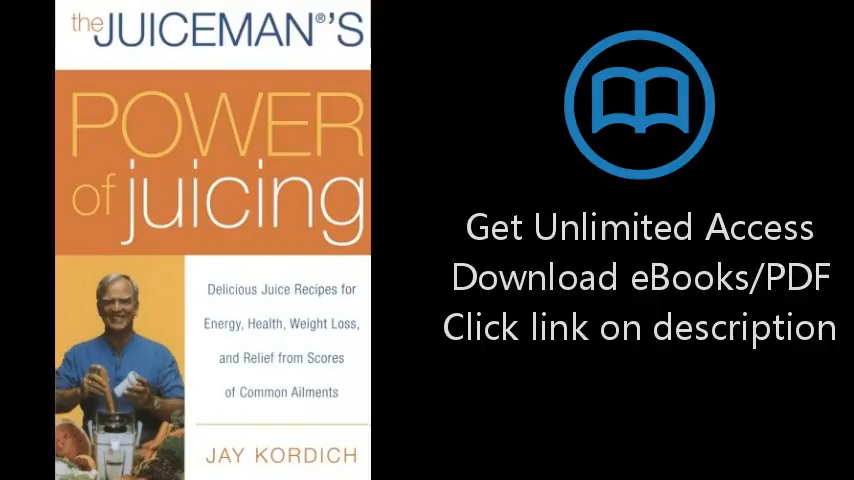 the JUICEMAN®'S
POWER
of juicing
Delicious Juice Recipes for
Energy, Health, Weight Loss,
and Relief from Scores
of Common Ailments
JAY KORDICH
Get Unlimited Access
Download eBooks/PDF
Click link on description